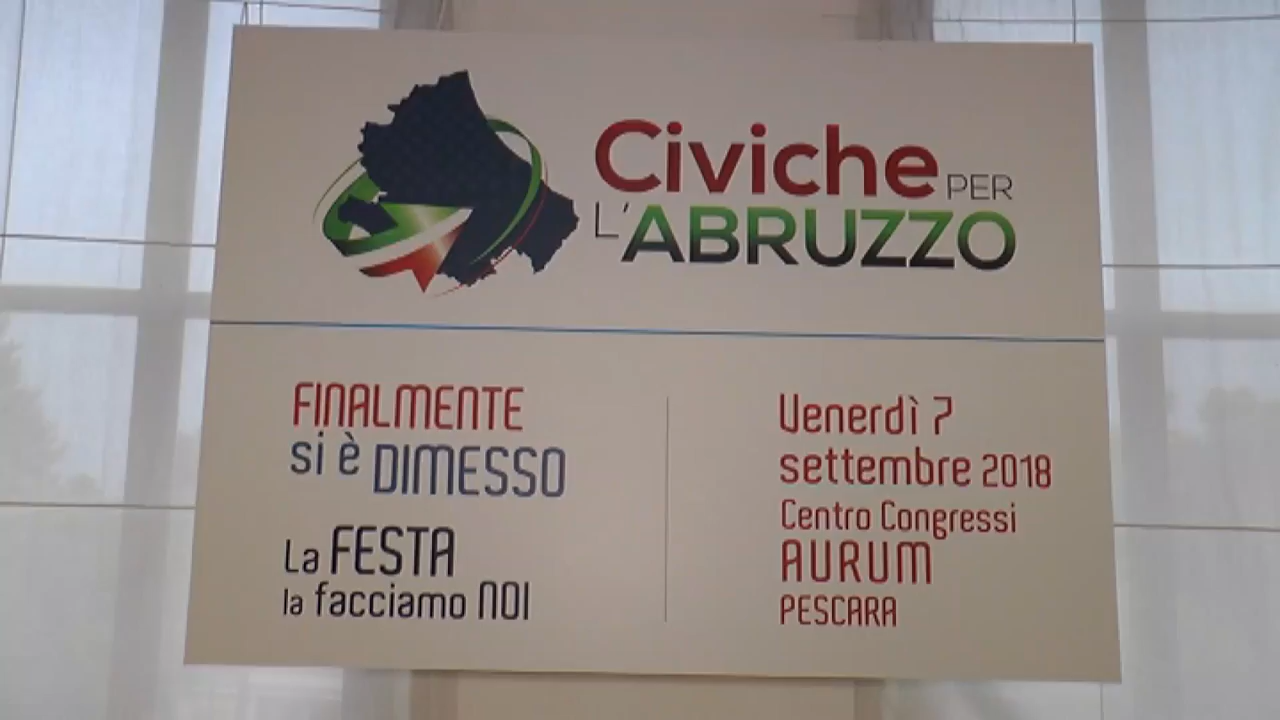 Civiche PER
L'ABRUZZO
FINALMENTE
si è DIMESSO
La FESTA
la facciamo NOI
Venerdì 7
settembre 2018
Centro Congressi
AURUM
PESCARA